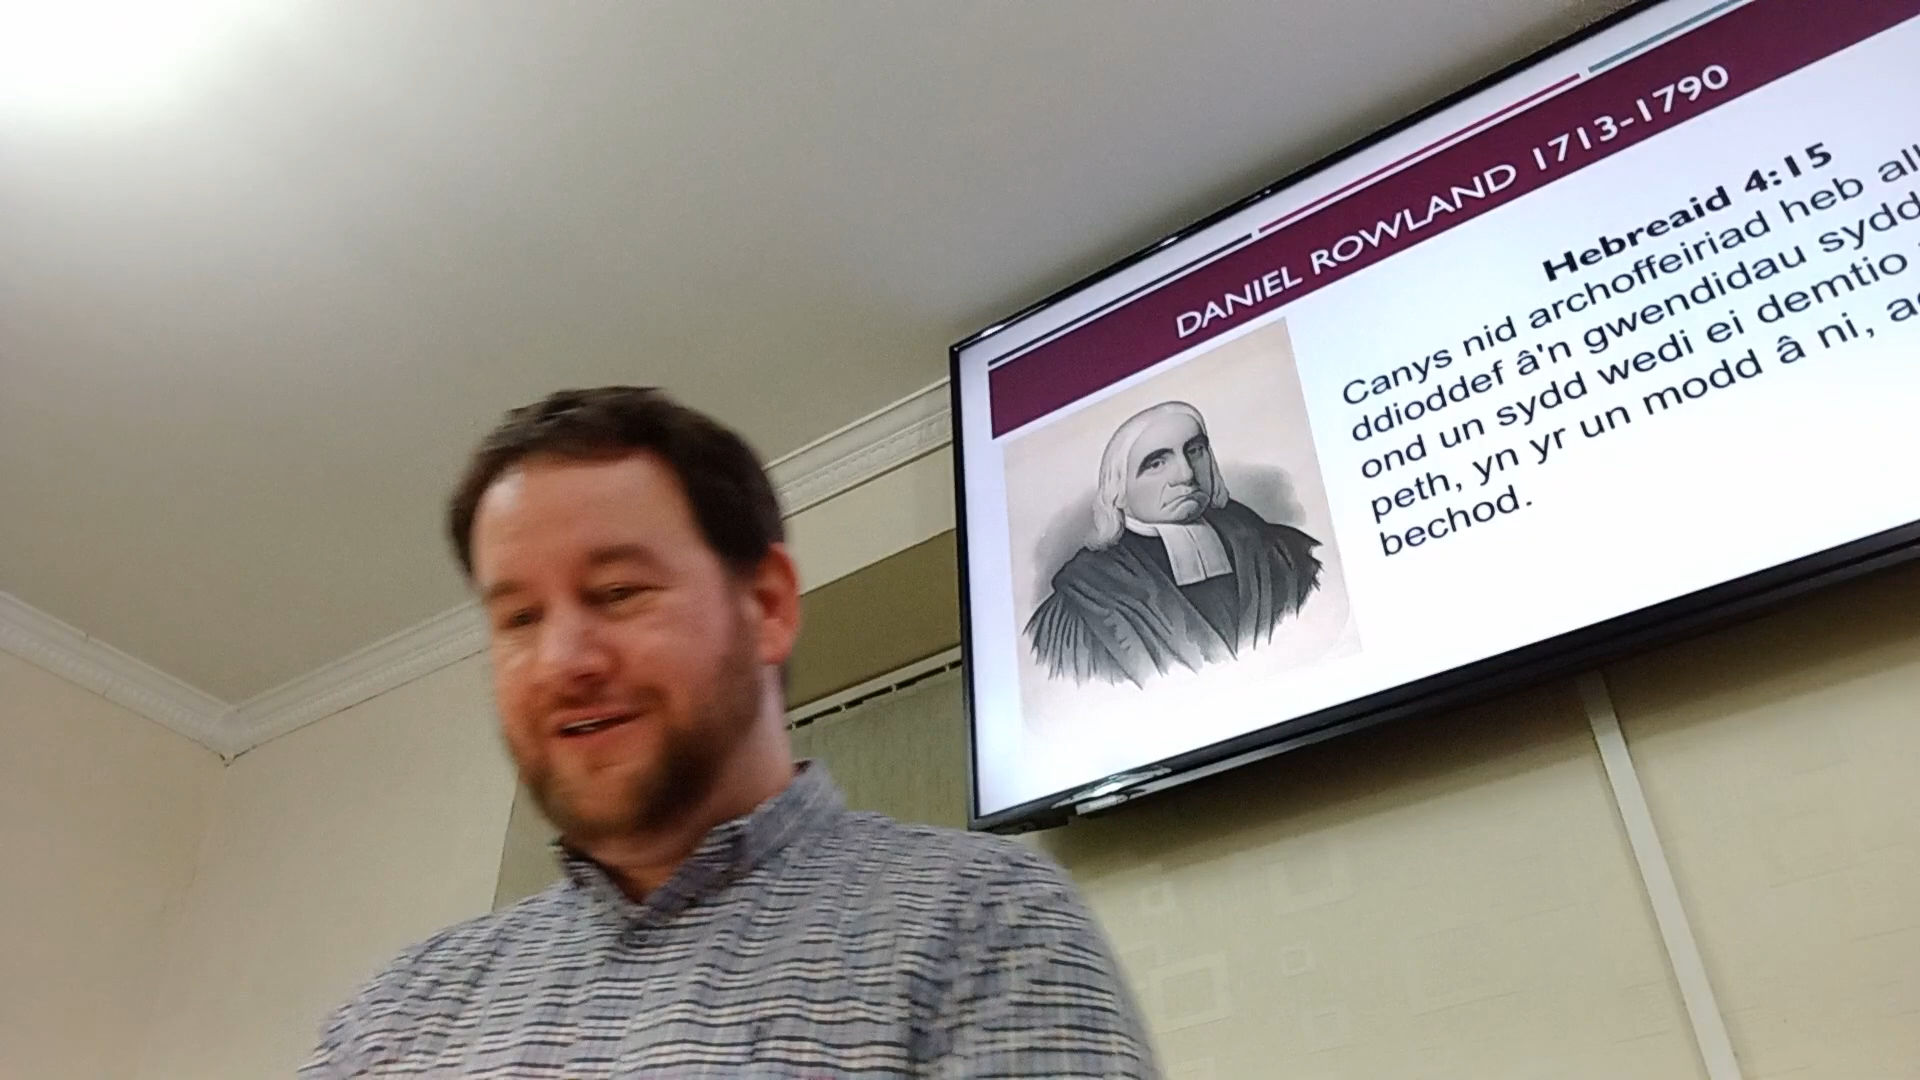 DANIEL ROWLAND 1713-1790
Hebreaid 4:15
Canys nid archoffeiriad heb
ddioddef â'n gwendidau sydd
ond un sydd wedi ei demtio
peth, yn yr un modd â ni,
bechod.